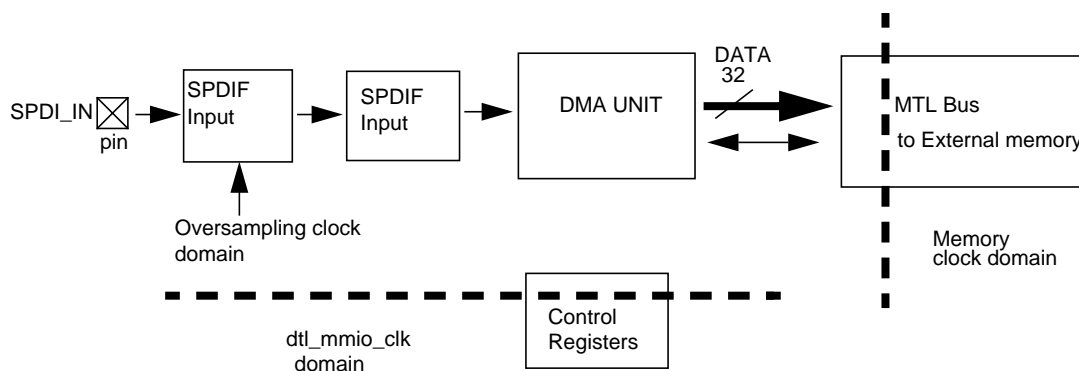 SPDI_IN
pin
SPDIF
Input
SPDIF
Input
DMA UNIT
DATA
32
MTL Bus
to External memory
Oversampling clock
domain
Memory
clock domain
Control
Registers
dtl_mmio_clk
domain